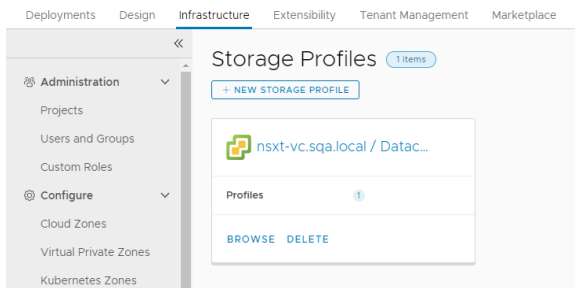 Deployments Design Infrastructure Extensibility Tenant Management Marketplace
«
Storage Profiles 1 items
+ NEW STORAGE PROFILE
Administration
Projects
Users and Groups
Custom Roles
Configure
Cloud Zones
Virtual Private Zones
Kubernetes Zones
nsxt-vc.sqa.local / Datac...
Profiles 1
BROWSE DELETE